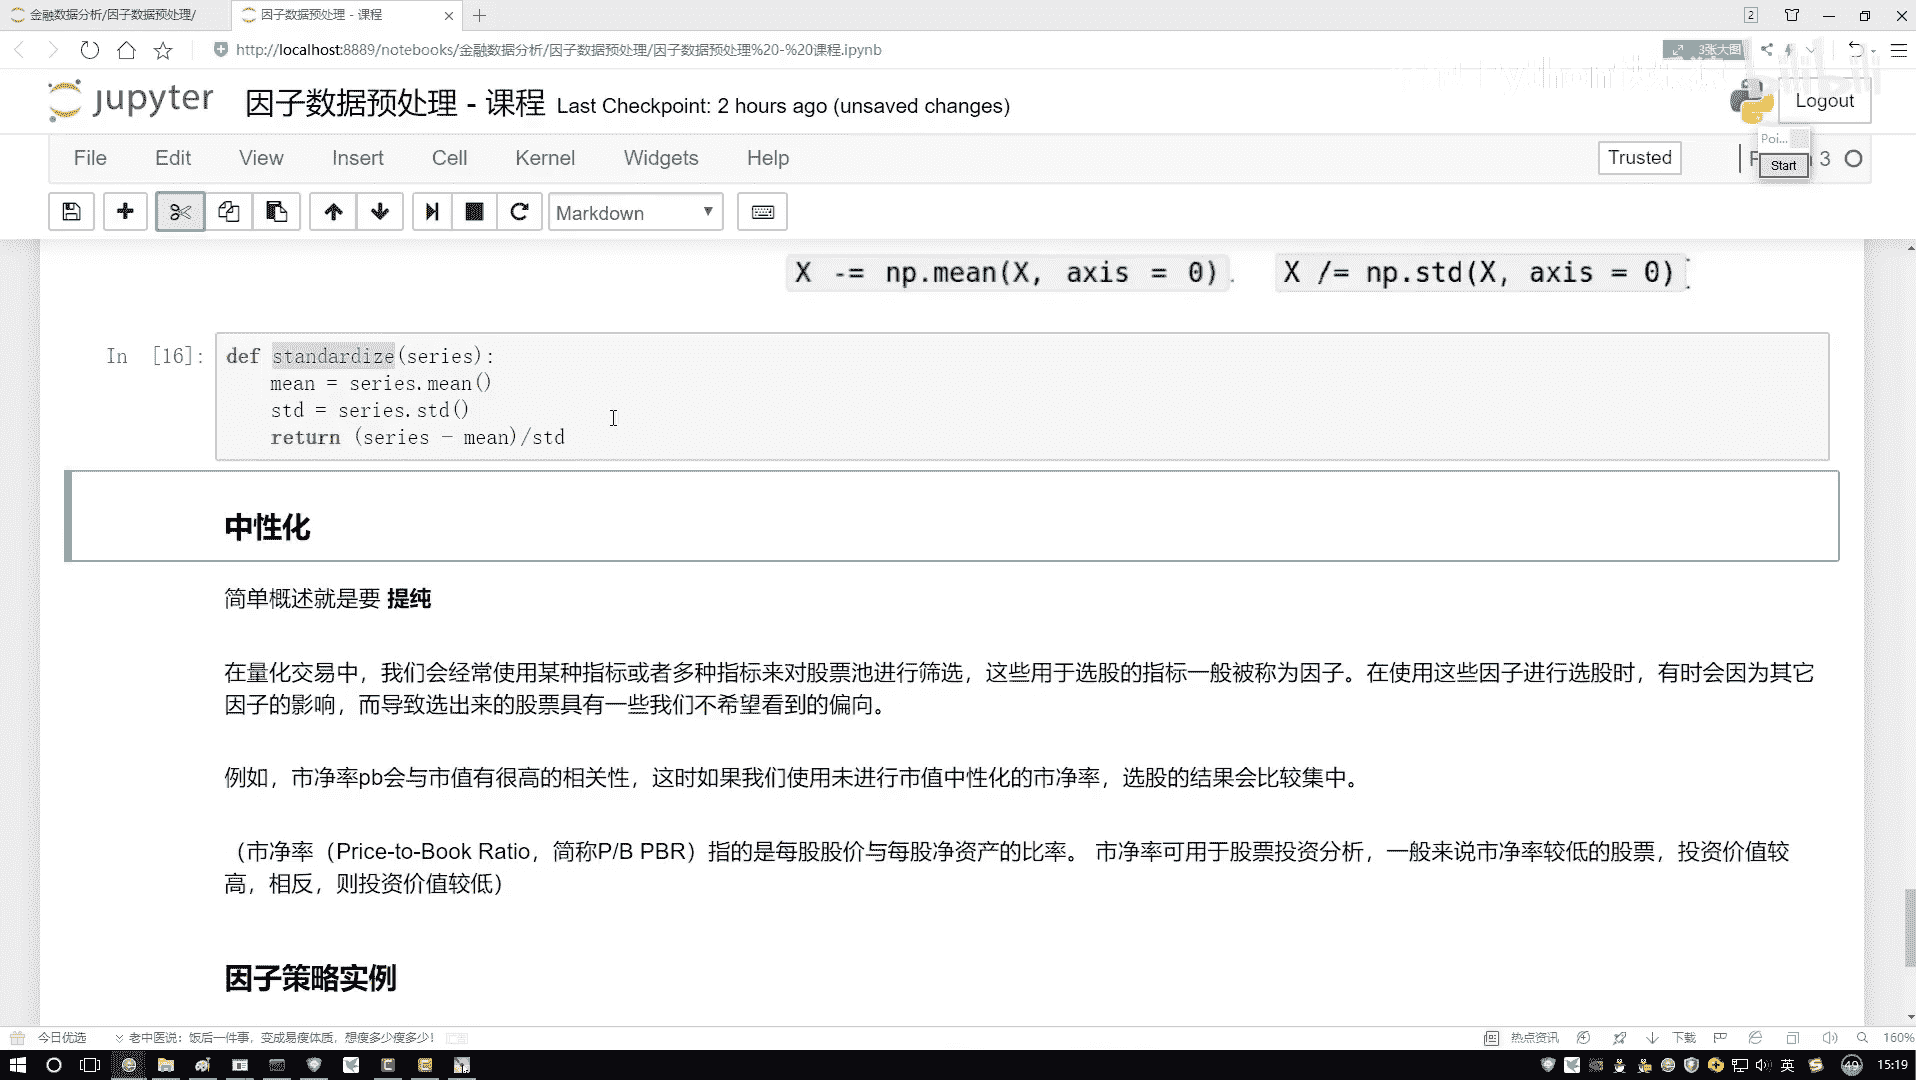 金融数据分析/因子数据预处理/
因子数据预处理 - 课程
2
http://localhost:8889/notebooks/金融数据分析/因子数据预处理/因子数据预处理%20-%20课程.ipynb
3张大图
jupyter 因子数据预处理 - 课程 Last Checkpoint: 2 hours ago (unsaved changes)
bilibili
Logout
File Edit View Insert Cell Kernel Widgets Help
Trusted
3
Poi...
Start
Markdown
X -= np.mean(X, axis = 0). X /= np.std(X, axis = 0)
In [16]: def standardize(series):
mean = series.mean()
std = series.std()
return (series - mean)/std
中性化
简单概述就是要 提纯
在量化交易中，我们会经常使用某种指标或者多种指标来对股票池进行筛选，这些用于选股的指标一般被称为因子。在使用这些因子进行选股时，有时会因为其它
因子的影响，而导致选出来的股票具有一些我们不希望看到的偏向。
例如，市净率pb会与市值有很高的相关性，这时如果我们使用未进行市值中性化的市净率，选股的结果会比较集中。
（市净率（Price-to-Book Ratio，简称P/B PBR）指的是每股股价与每股净资产的比率。 市净率可用于股票投资分析，一般来说市净率较低的股票，投资价值较
高，相反，则投资价值较低）
因子策略实例
今日优选
老中医说：饭后一件事，变成易瘦体质，想瘦多少瘦多少！
热点资讯
下载
160%
英
49
15:19